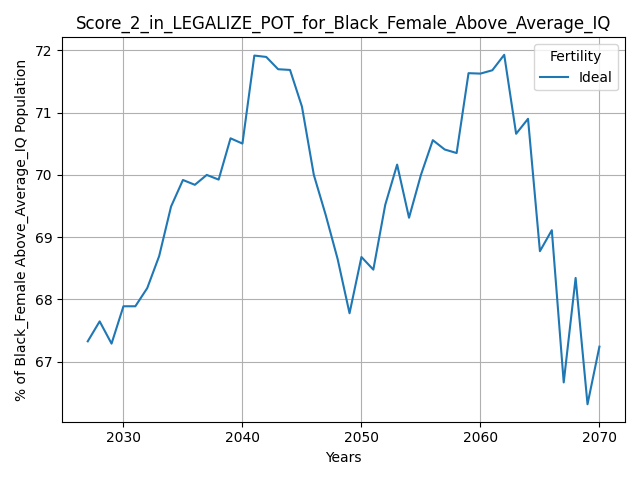 Score_2_in_LEGALIZE_POT_for_Black_Female_Above_Average_IQ
% of Black_Female Above_Average_IQ Population
72
71
70
69
68
67
Fertility
Ideal
2030 2040 2050 2060 2070
Years